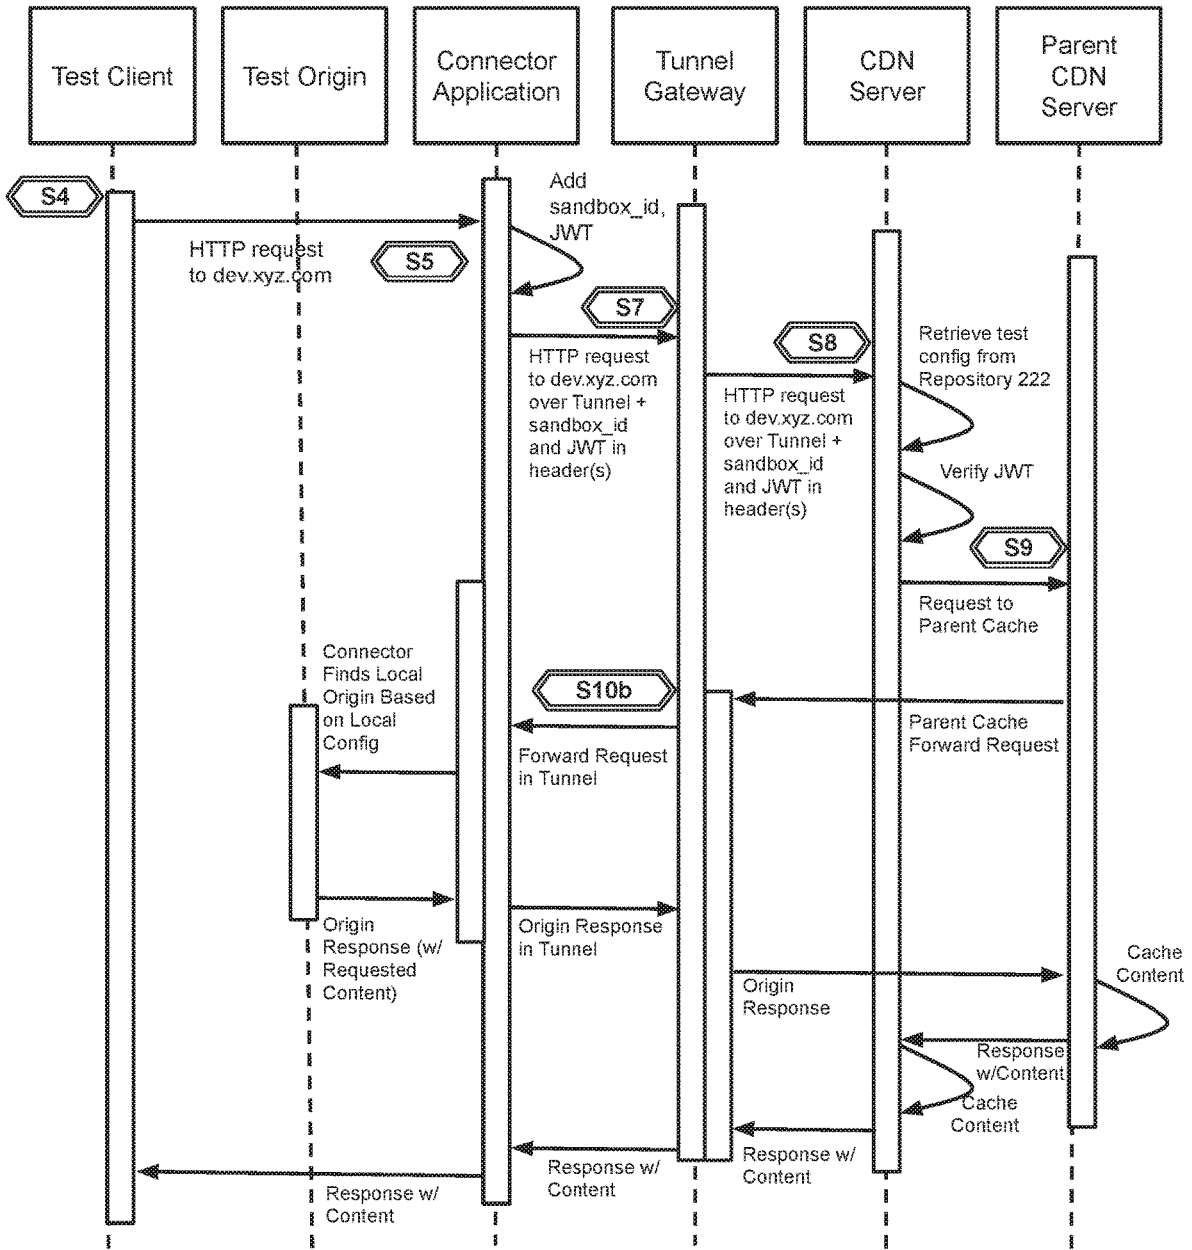 Test Client
Test Origin
Connector
Application
Tunnel
Gateway
CDN
Server
Parent
CDN
Server
S4
HTTP request
to dev.xyz.com
S5
Add
sandbox_id,
JWT
S7
HTTP request
to dev.xyz.com
over Tunnel +
sandbox_id
and JWT in
header(s)
S8
HTTP request
to dev.xyz.com
over Tunnel +
sandbox_id
and JWT in
header(s)
Retrieve test
config from
Repository 222
Verify JWT
S9
Request to
Parent Cache
Parent Cache
Forward Request
S10b
Forward Request
in Tunnel
Connector
Finds Local
Origin Based
on Local
Config
Origin
Response (w/
Requested
Content)
Origin Response
in Tunnel
Origin
Response
Cache
Content
Response
w/Content
Cache
Content
Response w/
Content
Response w/
Content
Response w/
Content